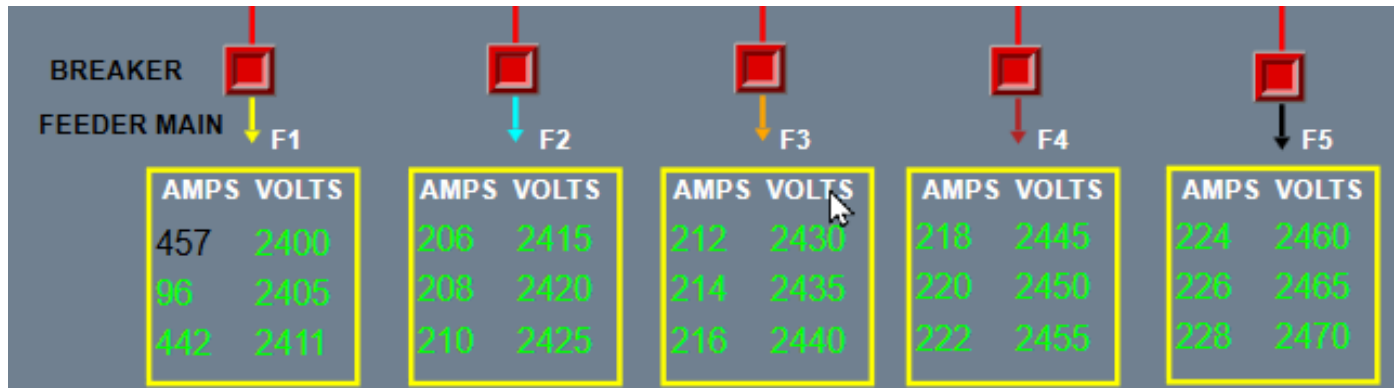 BREAKER
FEEDER MAIN F1 F2 F3 F4 F5
AMPS VOLTS AMPS VOLTS AMPS VOLTS AMPS VOLTS AMPS VOLTS
457 2400 206 2415 212 2430 218 2445 224 2460
96 2405 208 2420 214 2435 220 2450 226 2465
442 2411 210 2425 216 2440 222 2455 228 2470